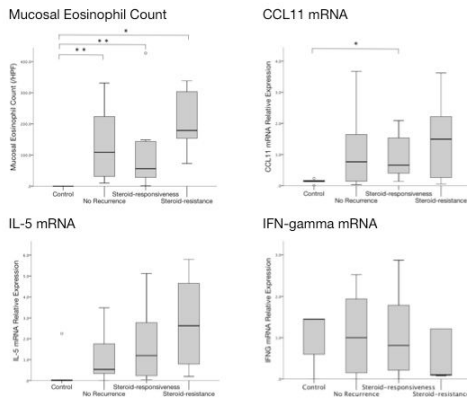 Mucosal Eosinophil Count
CCL11 mRNA
Mucosal Eosinophil Count (/HPF)
Control
No Recurrence
Steroid-responsiveness
Steroid-resistance
CCL11 mRNA Relative Expression
Control
No Recurrence
Steroid-responsiveness
Steroid-resistance
IL-5 mRNA
IFN-gamma mRNA
IL-5 mRNA Relative Expression
Control
No Recurrence
Steroid-responsiveness
Steroid-resistance
IFNG mRNA Relative Expression
Control
No Recurrence
Steroid-responsiveness
Steroid-resistance